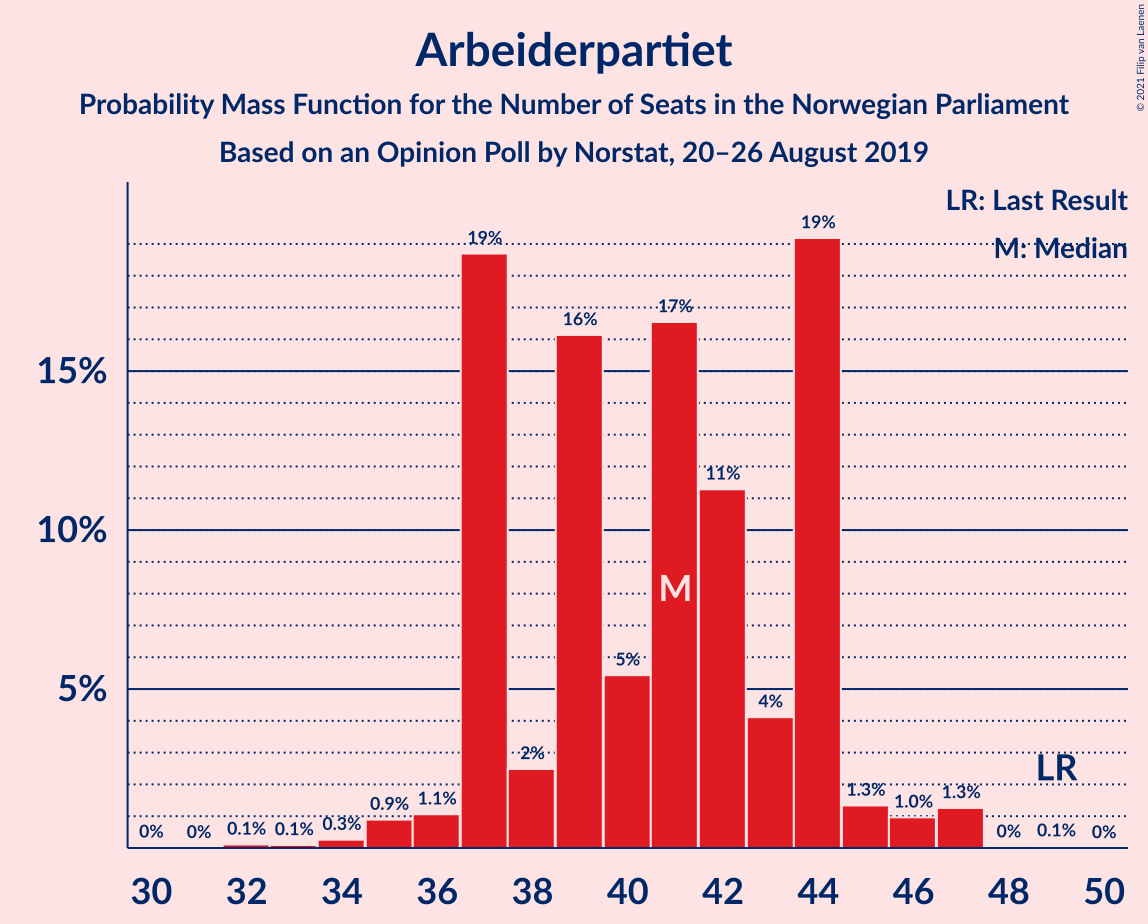 Arbeiderpartiet
Probability Mass Function for the Number of Seats in the Norwegian Parliament
Based on an Opinion Poll by Norstat, 20–26 August 2019
© 2021 Filip van Laenen
LR: Last Result
M: Median
15%
10%
5%
0%
0%
0.1%
0.1%
0.3%
0.9%
1.1%
19%
2%
16%
5%
17%
11%
4%
19%
1.3%
1.0%
1.3%
0%
0.1%
0%
M
LR
30 32 34 36 38 40 42 44 46 48 50